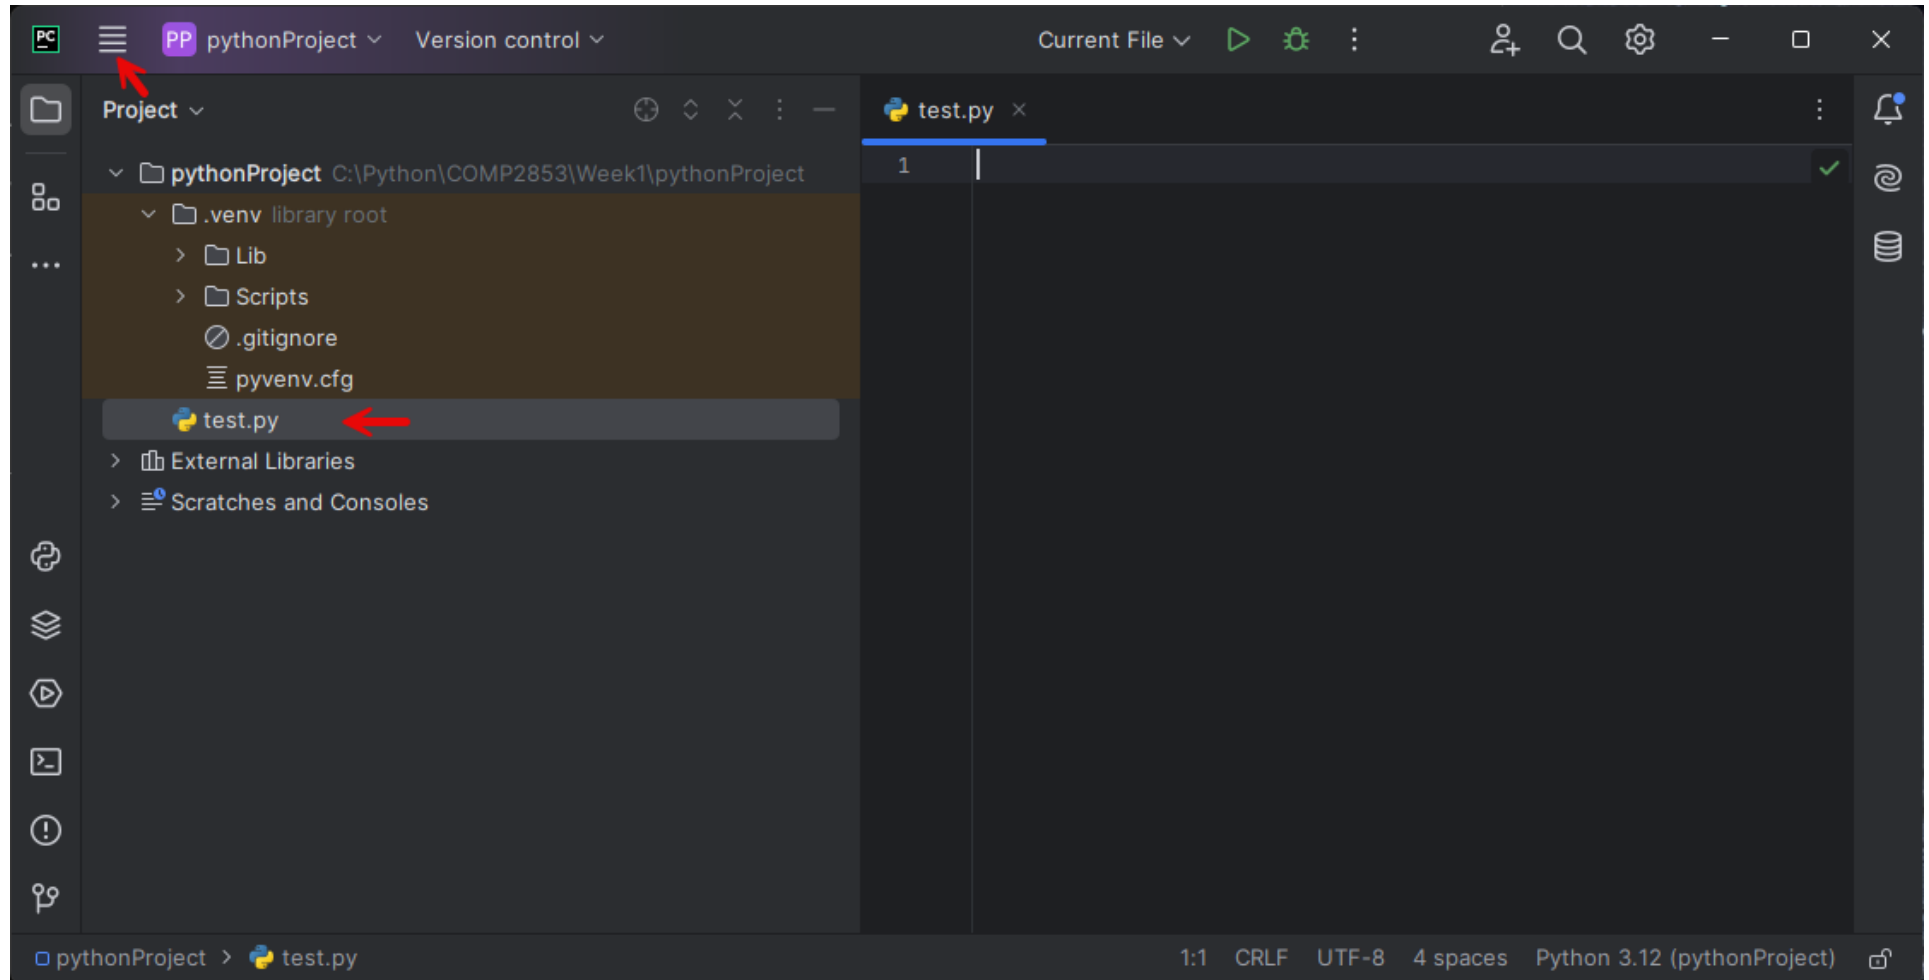 PC PP pythonProject Version control Current File
Project
test.py
pythonProject C:\Python\COMP2853\Week1\pythonProject
1
.venv library root
Lib
Scripts
.gitignore
pyvenv.cfg
test.py
External Libraries
Scratches and Consoles
pythonProject > test.py 1:1 CRLF UTF-8 4 spaces Python 3.12 (pythonProject)